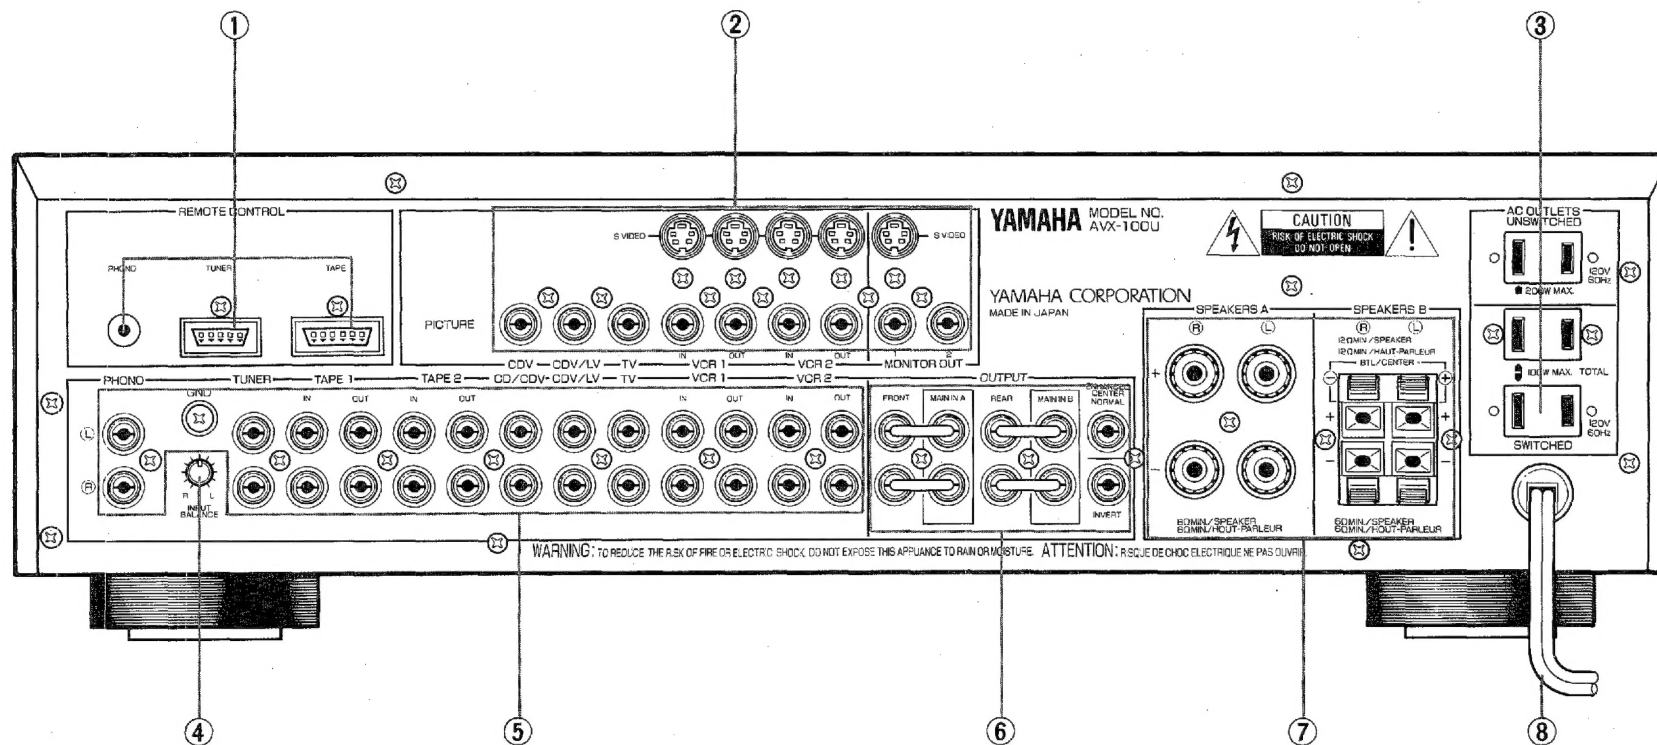 1
2
3
REMOTE CONTROL
PHONO
TUNER
TAPE
S VIDEO
S VIDEO
PICTURE
IN
OUT
IN
OUT
1
2
CDV
CDV/LV
TV
VCR 1
VCR 2
MONITOR OUT
YAMAHA
MODEL NO.
AVX-100U
YAMAHA CORPORATION
MADE IN JAPAN
CAUTION
RISK OF ELECTRIC SHOCK
DO NOT OPEN
AC OUTLETS
UNSWITCHED
120V
60Hz
200W MAX.
100W MAX. TOTAL
120V
60Hz
SWITCHED
PHONO
GND
TUNER
TAPE 1
TAPE 2
CD/CDV
CDV/LV
TV
VCR 1
VCR 2
IN
OUT
IN
OUT
IN
OUT
IN
OUT
L
R
R
L
INPUT
BALANCE
OUTPUT
FRONT
MAIN IN A
REAR
MAIN IN B
CENTER
NORMAL
INVERT
SPEAKERS A
R
L
+
-
8ΩMIN./SPEAKER
8ΩMIN./HOUT-PARLEUR
SPEAKERS B
R
L
12ΩMIN/SPEAKER
12ΩMIN/HAUT-PARLEUR
BTL/CENTER
-
+
+
+
-
-
6ΩMIN./SPEAKER
6ΩMIN./HOUT-PARLEUR
WARNING: TO REDUCE THE RISK OF FIRE OR ELECTRIC SHOCK, DO NOT EXPOSE THIS APPLIANCE TO RAIN OR MOISTURE. ATTENTION: RISQUE DE CHOC ELECTRIQUE NE PAS OUVRIR
4
5
6
7
8